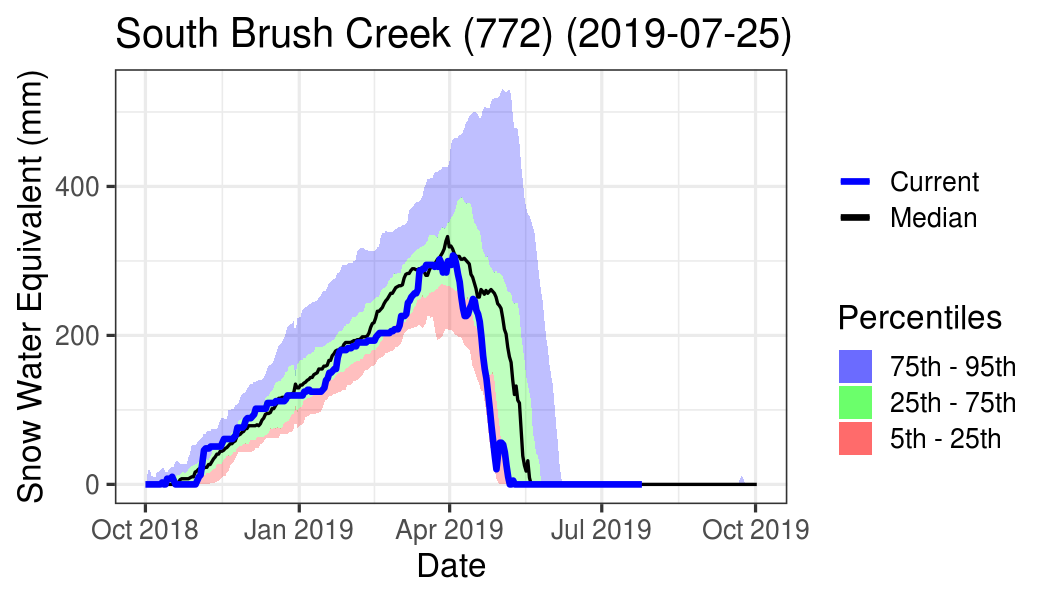 South Brush Creek (772) (2019-07-25)
Snow Water Equivalent (mm)
400
200
0
Oct 2018
Jan 2019
Apr 2019
Jul 2019
Oct 2019
Date
Current
Median
Percentiles
75th - 95th
25th - 75th
5th - 25th